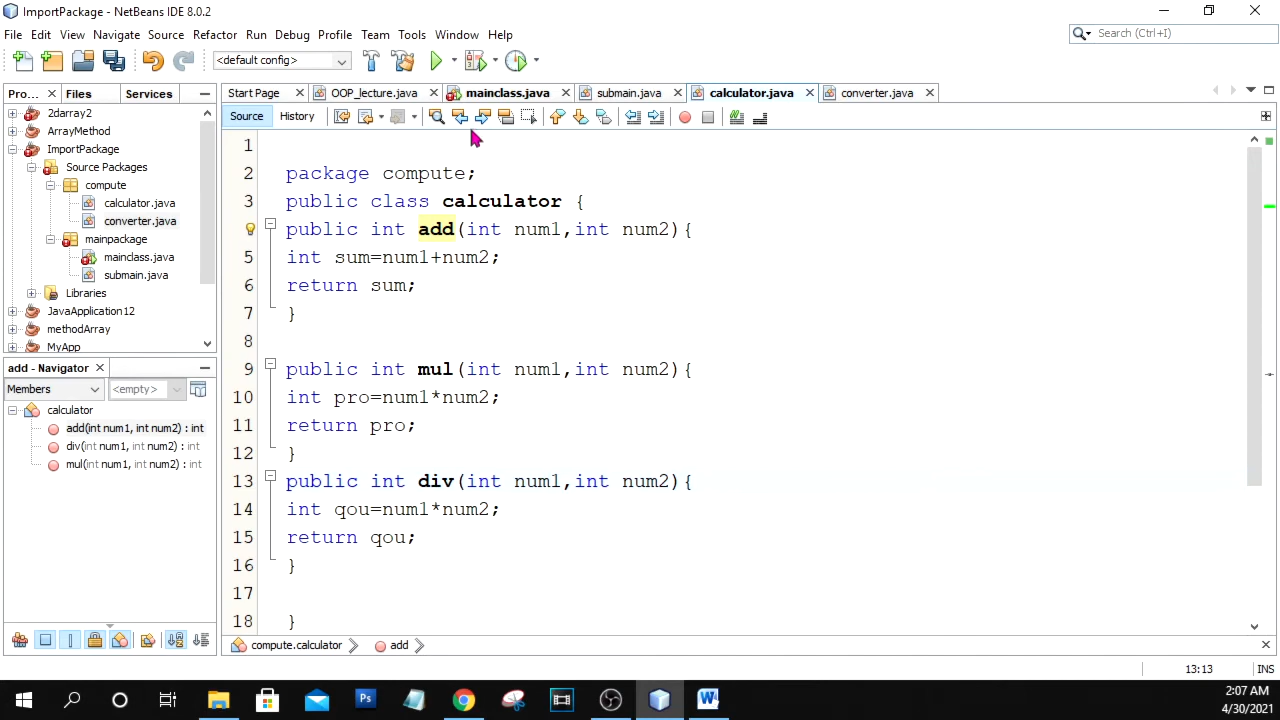 ImportPackage - NetBeans IDE 8.0.2
File Edit View Navigate Source Refactor Run Debug Profile Team Tools Window Help
Search (Ctrl+I)
<default config>
Pro... Files Services
Start Page OOP_lecture.java mainclass.java submain.java calculator.java converter.java
Source History
2darray2
ArrayMethod
ImportPackage
Source Packages
compute
calculator.java
converter.java
mainpackage
mainclass.java
submain.java
Libraries
JavaApplication12
methodArray
MyApp
add - Navigator
Members <empty>
calculator
add(int num1, int num2) : int
div(int num1, int num2) : int
mul(int num1, int num2) : int
1
2 package compute;
3 public class calculator {
4 public int add(int num1,int num2){
5 int sum=num1+num2;
6 return sum;
7 }
8
9 public int mul(int num1,int num2){
10 int pro=num1*num2;
11 return pro;
12 }
13 public int div(int num1,int num2){
14 int qou=num1*num2;
15 return qou;
16 }
17
18 }
compute.calculator add
13:13 INS
Ps
W
2:07 AM
4/30/2021